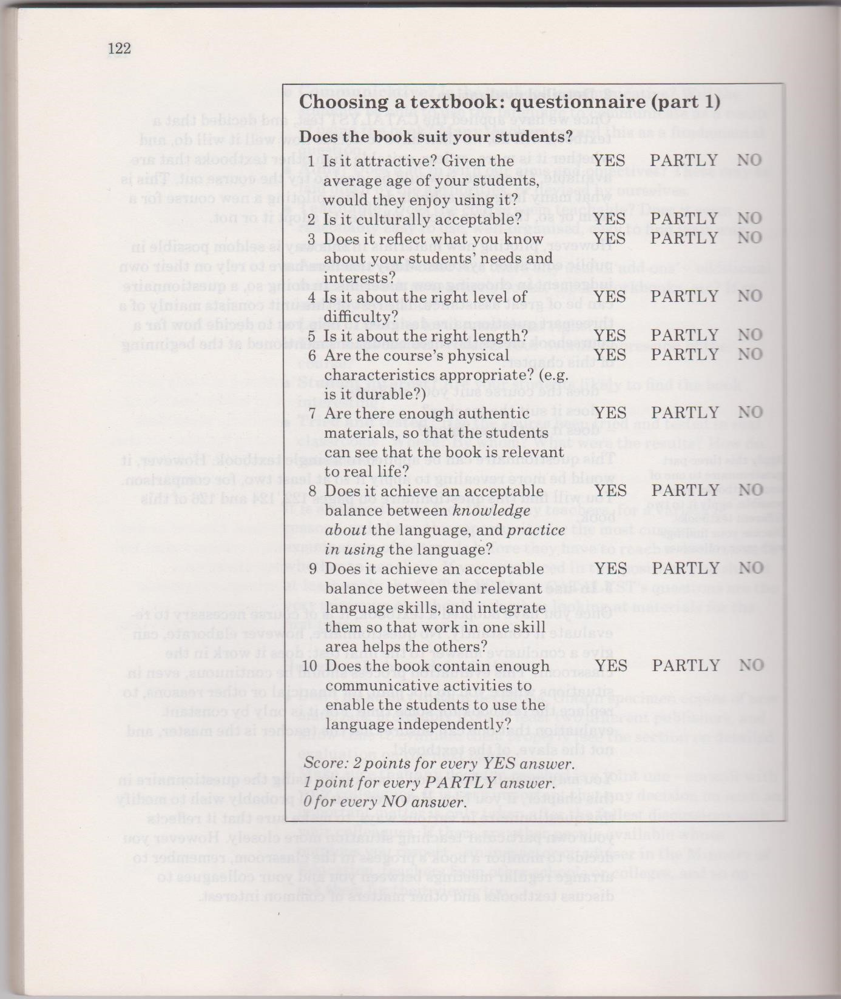 122
Choosing a textbook: questionnaire (part 1)
Does the book suit your students?
1 Is it attractive? Given the YES PARTLY NO
average age of your students,
would they enjoy using it?
2 Is it culturally acceptable? YES PARTLY NO
3 Does it reflect what you know YES PARTLY NO
about your students' needs and
interests?
4 Is it about the right level of YES PARTLY NO
difficulty?
5 Is it about the right length? YES PARTLY NO
6 Are the course's physical YES PARTLY NO
characteristics appropriate? (e.g.
is it durable?)
7 Are there enough authentic YES PARTLY NO
materials, so that the students
can see that the book is relevant
to real life?
8 Does it achieve an acceptable YES PARTLY NO
balance between knowledge
about the language, and practice
in using the language?
9 Does it achieve an acceptable YES PARTLY NO
balance between the relevant
language skills, and integrate
them so that work in one skill
area helps the others?
10 Does the book contain enough YES PARTLY NO
communicative activities to
enable the students to use the
language independently?
Score: 2 points for every YES answer.
1 point for every PARTLY answer.
0 for every NO answer.